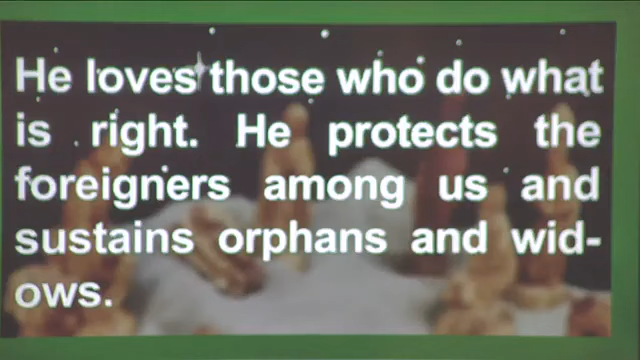 He loves those who do what
is right. He protects the
foreigners among us and
sustains orphans and wid-
ows.